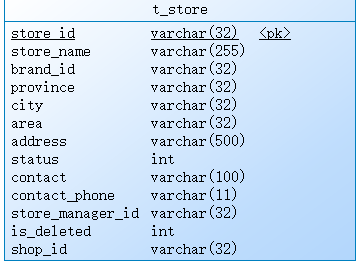 t_store
store_id varchar(32) <pk>
store_name varchar(255)
brand_id varchar(32)
province varchar(32)
city varchar(32)
area varchar(32)
address varchar(500)
status int
contact varchar(100)
contact_phone varchar(11)
store_manager_id varchar(32)
is_deleted int
shop_id varchar(32)